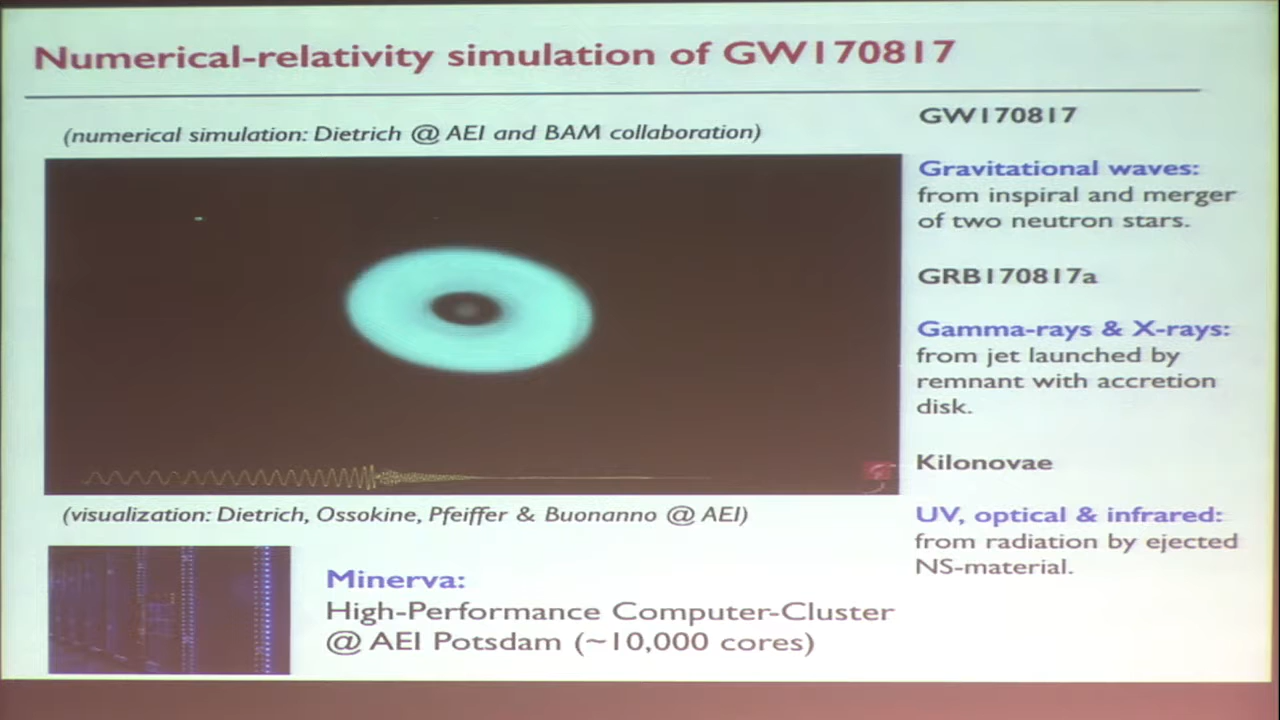 Numerical-relativity simulation of GW170817
(numerical simulation: Dietrich @ AEI and BAM collaboration)
GW170817
Gravitational waves:
from inspiral and merger
of two neutron stars.
GRB170817a
Gamma-rays & X-rays:
from jet launched by
remnant with accretion
disk.
Kilonovae
UV, optical & infrared:
from radiation by ejected
NS-material.
(visualization: Dietrich, Ossokine, Pfeiffer & Buonanno @ AEI)
Minerva:
High-Performance Computer-Cluster
@ AEI Potsdam (~10,000 cores)